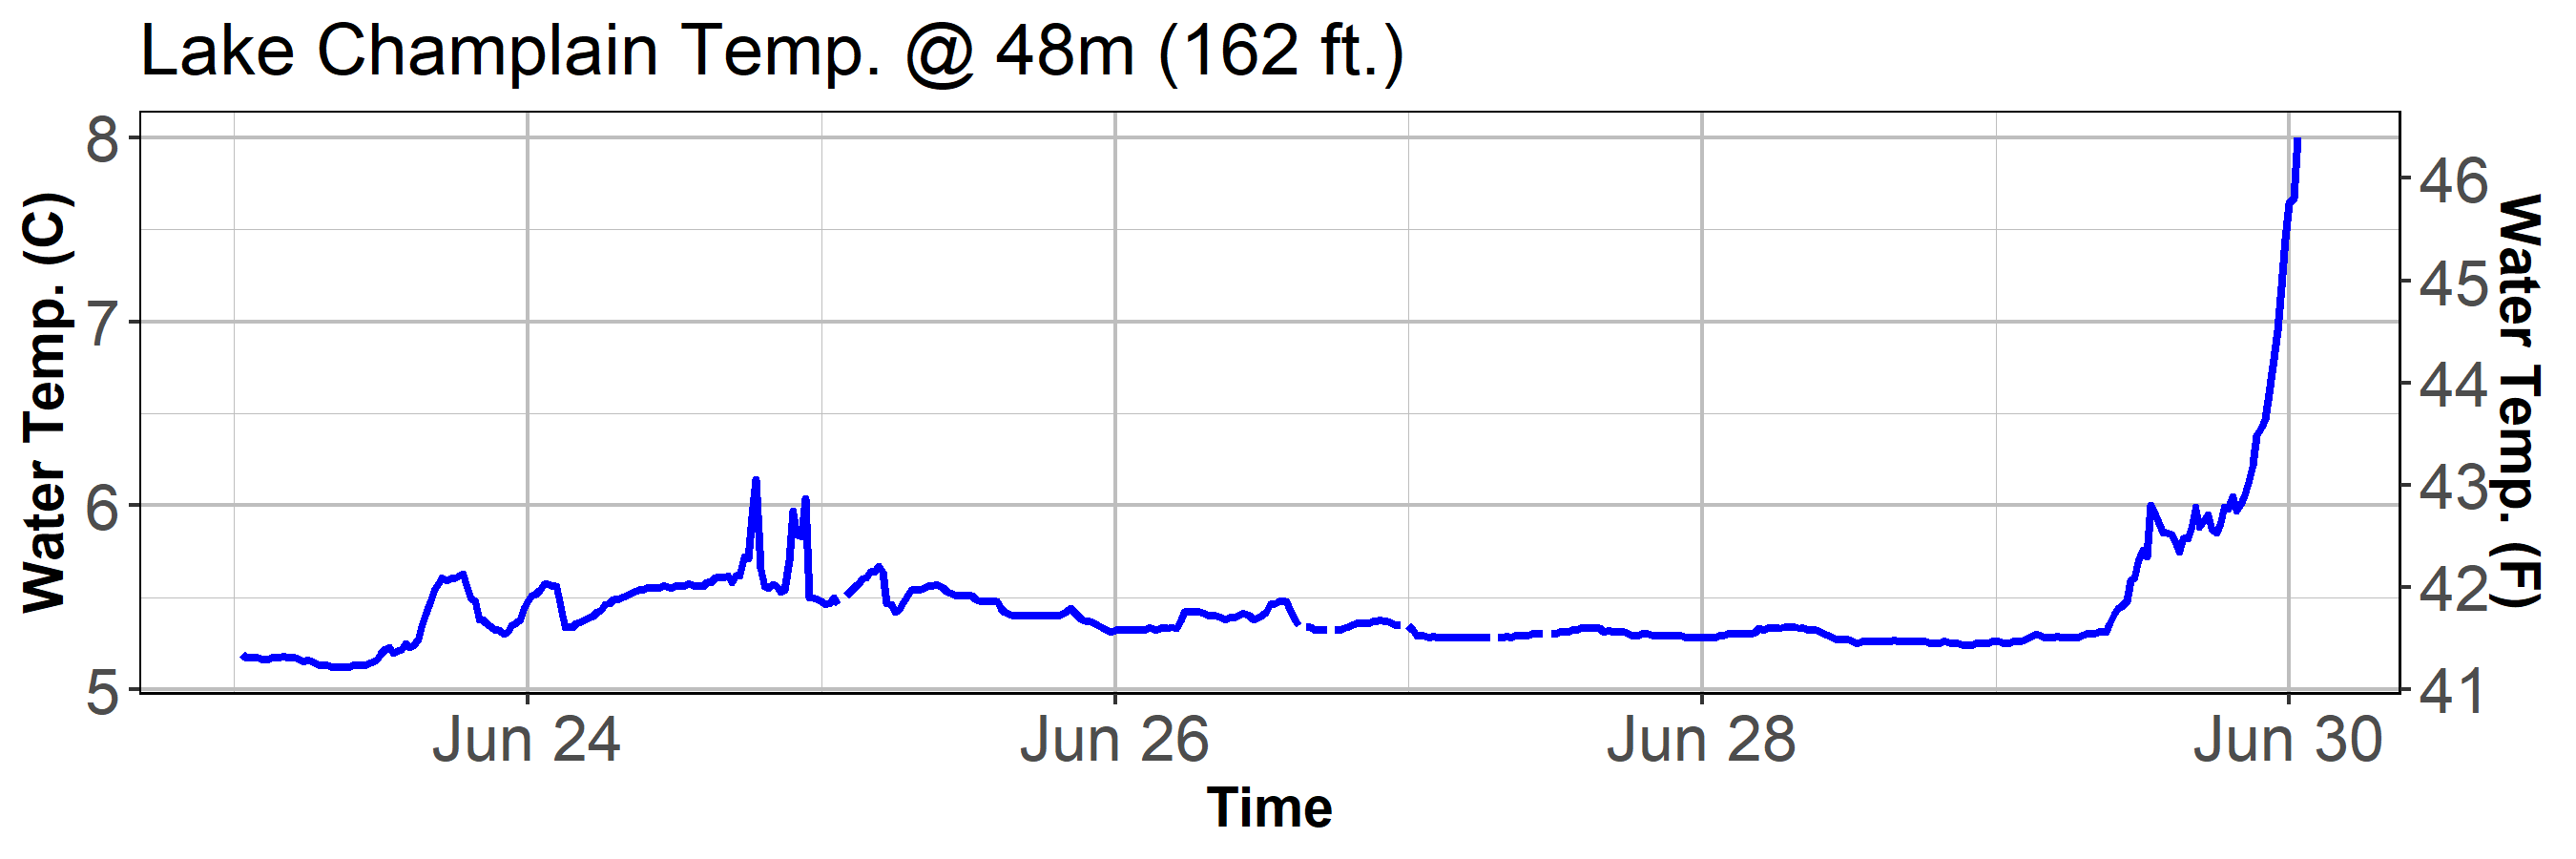 Lake Champlain Temp. @ 48m (162 ft.)
Water Temp. (C)
8
7
6
5
46
45
44
43
42
41
Water Temp. (F)
Jun 24 Jun 26 Jun 28 Jun 30
Time